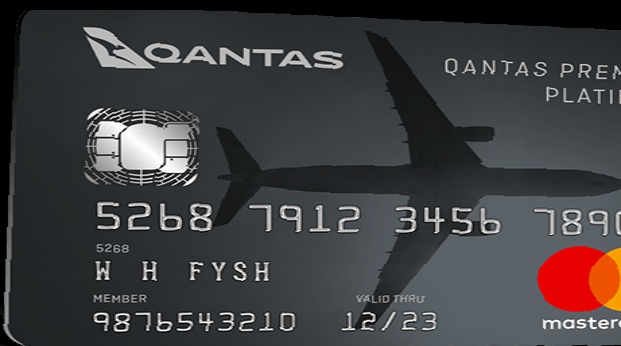 QANTAS
QANTAS PREM
PLATI
5268 7912 3456 7890
5268
W H FYSH
MEMBER
VALID THRU
9876543210
12/23
master